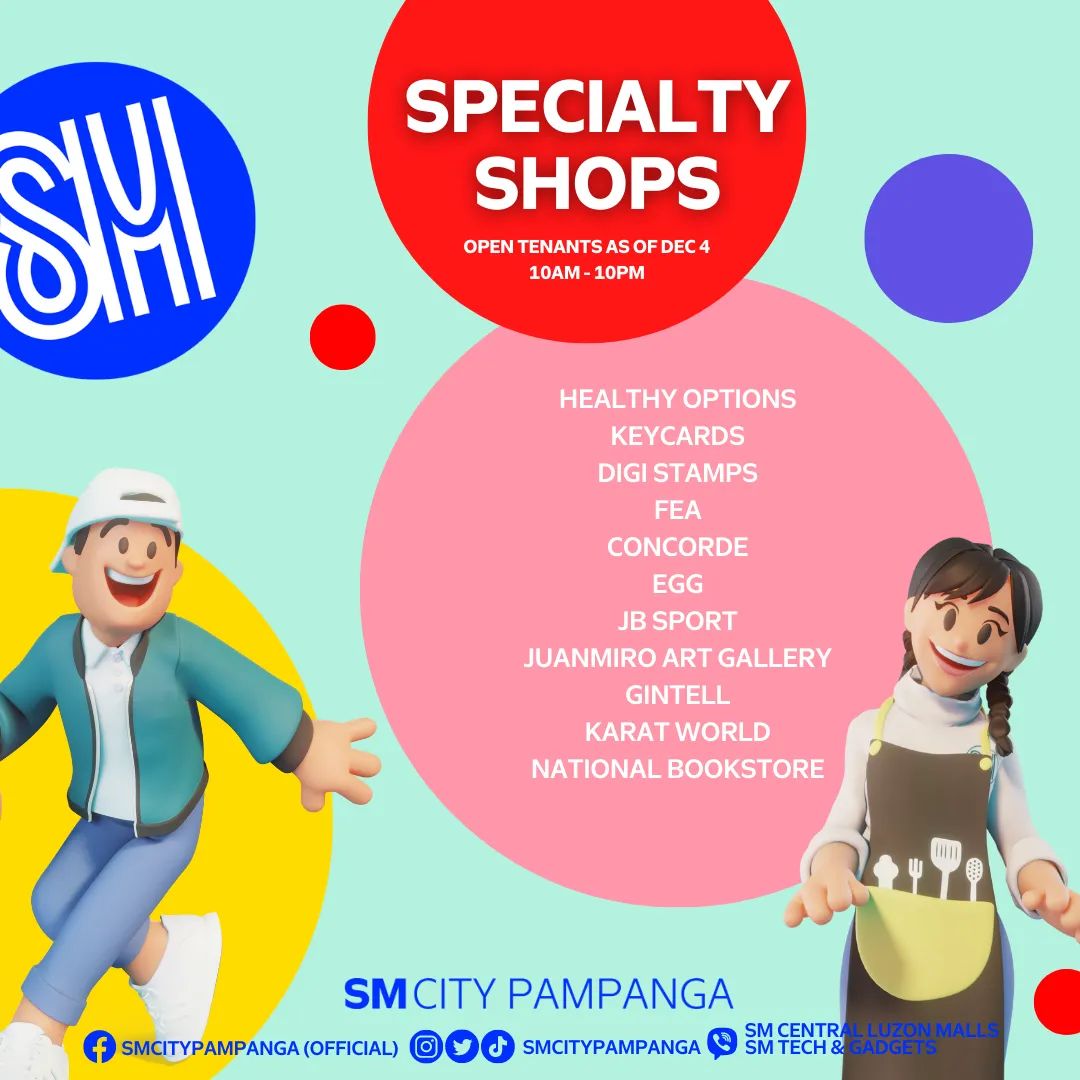 SM
SPECIALTY
SHOPS
OPEN TENANTS AS OF DEC 4
10AM - 10PM
HEALTHY OPTIONS
KEYCARDS
DIGI STAMPS
FEA
CONCORDE
EGG
JB SPORT
JUANMIRO ART GALLERY
GINTELL
KARAT WORLD
NATIONAL BOOKSTORE
SM CITY PAMPANGA
SMCITYPAMPANGA (OFFICIAL)
SMCITYPAMPANGA
SM CENTRAL LUZON MALLS
SM TECH & GADGETS